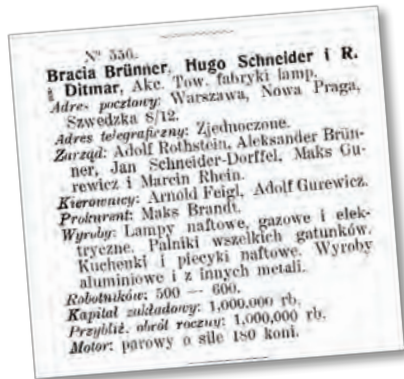 Nº 556.
Bracia Brünner, Hugo Schneider i R.
Ditmar, Akc. Tow. fabryki lamp.
Adres pocztowy: Warszawa, Nowa Praga,
Szwedzka 8/12.
Adres telegraficzny: Zjednoczone.
Zarząd: Adolf Rothstein, Aleksander Brün-
ner, Jan Schneider-Dorffel, Maks Gu-
rewicz i Marcin Rhein.
Kierownicy: Arnold Feigl, Adolf Gurewicz.
Prokurent: Maks Brandt.
Wyroby: Lampy naftowe, gazowe i elek-
tryczne. Palniki wszelkich gatunków.
Kuchenki i piecyki naftowe. Wyroby
aluminiowe i z innych metali.
Robotników: 500 — 600.
Kapitał zakładowy: 1,000,000 rb.
Przybliż. obrót roczny: 1,000,000 rb.
Motor: parowy o sile 180 koni.